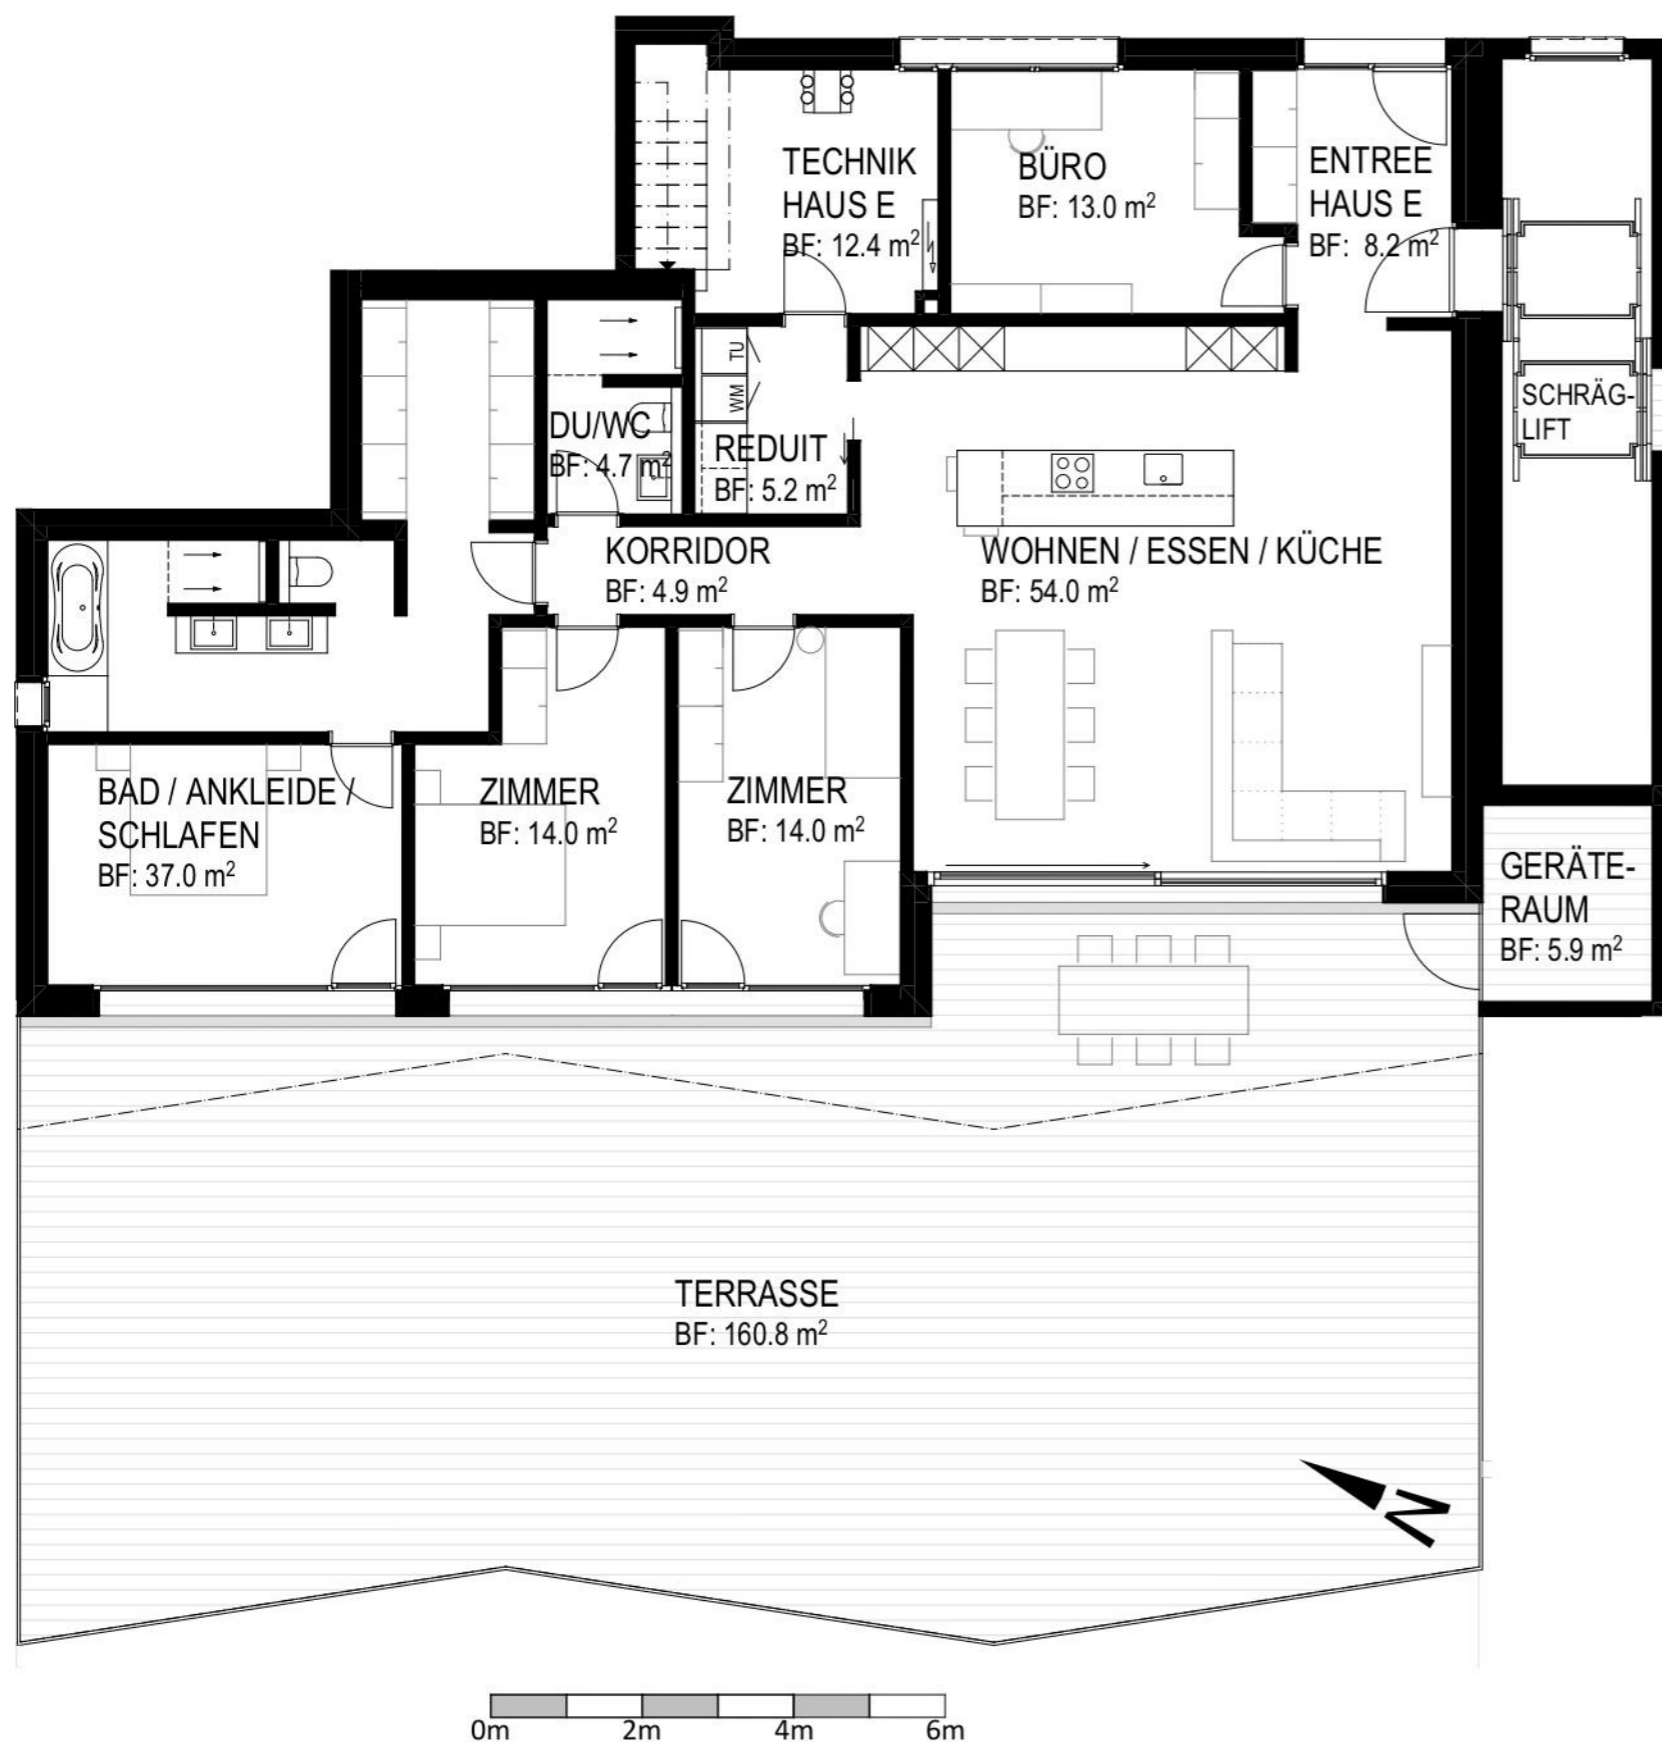 TECHNIK
HAUS E
BF: 12.4 m²
BÜRO
BF: 13.0 m²
ENTREE
HAUS E
BF: 8.2 m²
SCHRÄG-
LIFT
DU/WC
BF: 4.7 m²
TU
WM
REDUIT
BF: 5.2 m²
KORRIDOR
BF: 4.9 m²
WOHNEN / ESSEN / KÜCHE
BF: 54.0 m²
BAD / ANKLEIDE /
SCHLAFEN
BF: 37.0 m²
ZIMMER
BF: 14.0 m²
ZIMMER
BF: 14.0 m²
GERÄTE-
RAUM
BF: 5.9 m²
TERRASSE
BF: 160.8 m²
N
0m 2m 4m 6m